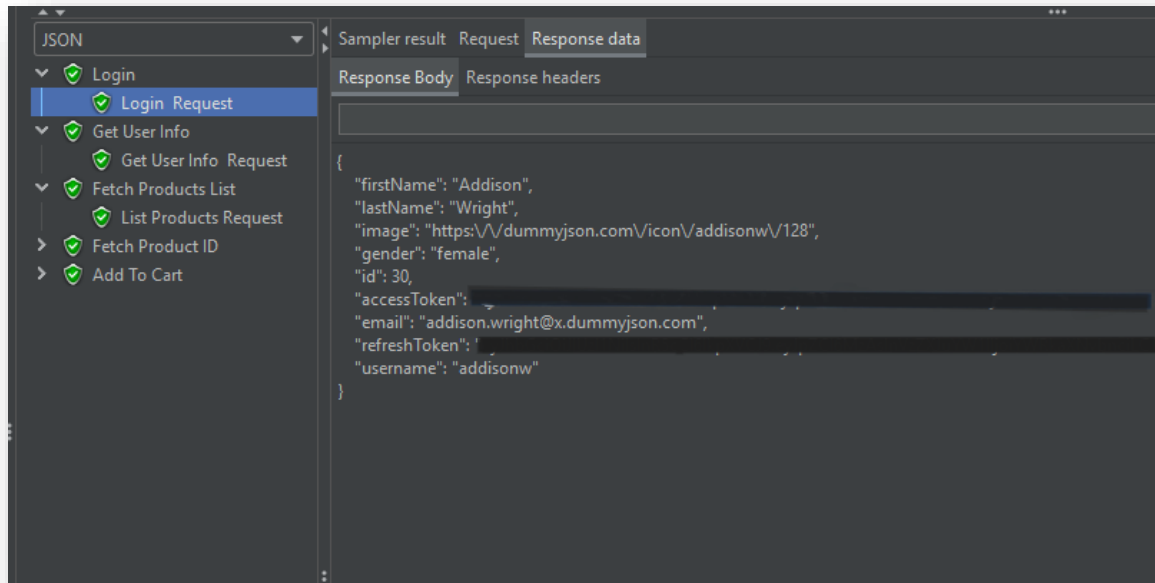 JSON
Login
Login  Request
Get User Info
Get User Info  Request
Fetch Products List
List Products Request
Fetch Product ID
Add To Cart
Sampler result  Request  Response data
Response Body  Response headers
{
"firstName": "Addison",
"lastName": "Wright",
"image": "https:\/\/dummyjson.com\/icon\/addisonw\/128",
"gender": "female",
"id": 30,
"accessToken":
"email": "addison.wright@x.dummyjson.com",
"refreshToken": "
"username": "addisonw"
}